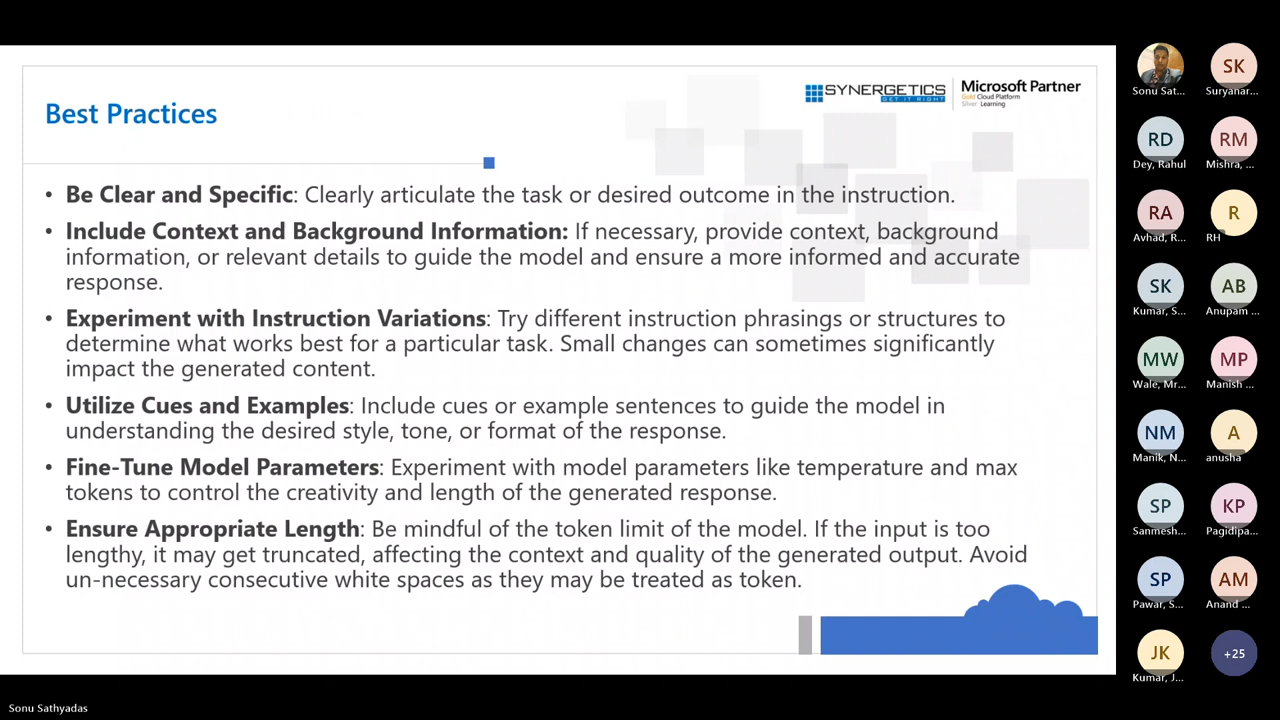 Best Practices
SYNERGETICS
GET IT RIGHT
Microsoft Partner
Gold Cloud Platform
Silver Learning
• Be Clear and Specific: Clearly articulate the task or desired outcome in the instruction.
• Include Context and Background Information: If necessary, provide context, background
information, or relevant details to guide the model and ensure a more informed and accurate
response.
• Experiment with Instruction Variations: Try different instruction phrasings or structures to
determine what works best for a particular task. Small changes can sometimes significantly
impact the generated content.
• Utilize Cues and Examples: Include cues or example sentences to guide the model in
understanding the desired style, tone, or format of the response.
• Fine-Tune Model Parameters: Experiment with model parameters like temperature and max
tokens to control the creativity and length of the generated response.
• Ensure Appropriate Length: Be mindful of the token limit of the model. If the input is too
lengthy, it may get truncated, affecting the context and quality of the generated output. Avoid
un-necessary consecutive white spaces as they may be treated as token.
Sonu Sat...
SK
Suryanar...
RD
Dey, Rahul
RM
Mishra, ...
RA
Avhad, R...
R
RH
SK
Kumar, S...
AB
Anupam ...
MW
Wale, Mr...
MP
Manish ...
NM
Manik, N...
A
anusha
SP
Sanmesh...
KP
Pagidipa...
SP
Pawar, S...
AM
Anand ...
JK
Kumar, J...
+25
Sonu Sathyadas